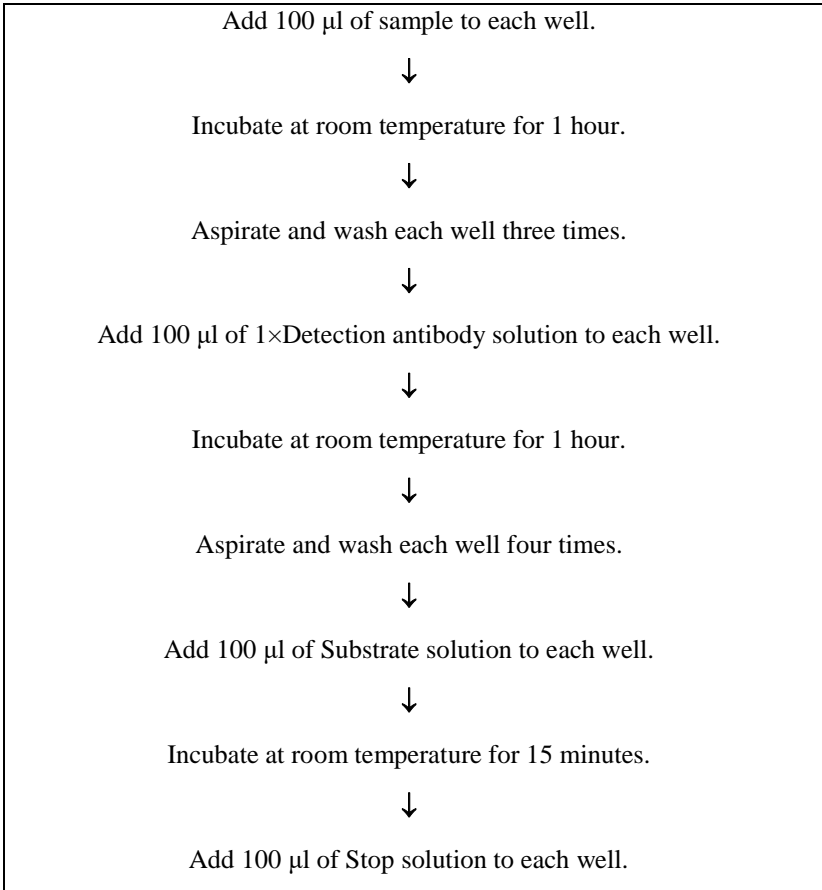 Add 100 μl of sample to each well.
↓
Incubate at room temperature for 1 hour.
↓
Aspirate and wash each well three times.
↓
Add 100 μl of 1×Detection antibody solution to each well.
↓
Incubate at room temperature for 1 hour.
↓
Aspirate and wash each well four times.
↓
Add 100 μl of Substrate solution to each well.
↓
Incubate at room temperature for 15 minutes.
↓
Add 100 μl of Stop solution to each well.